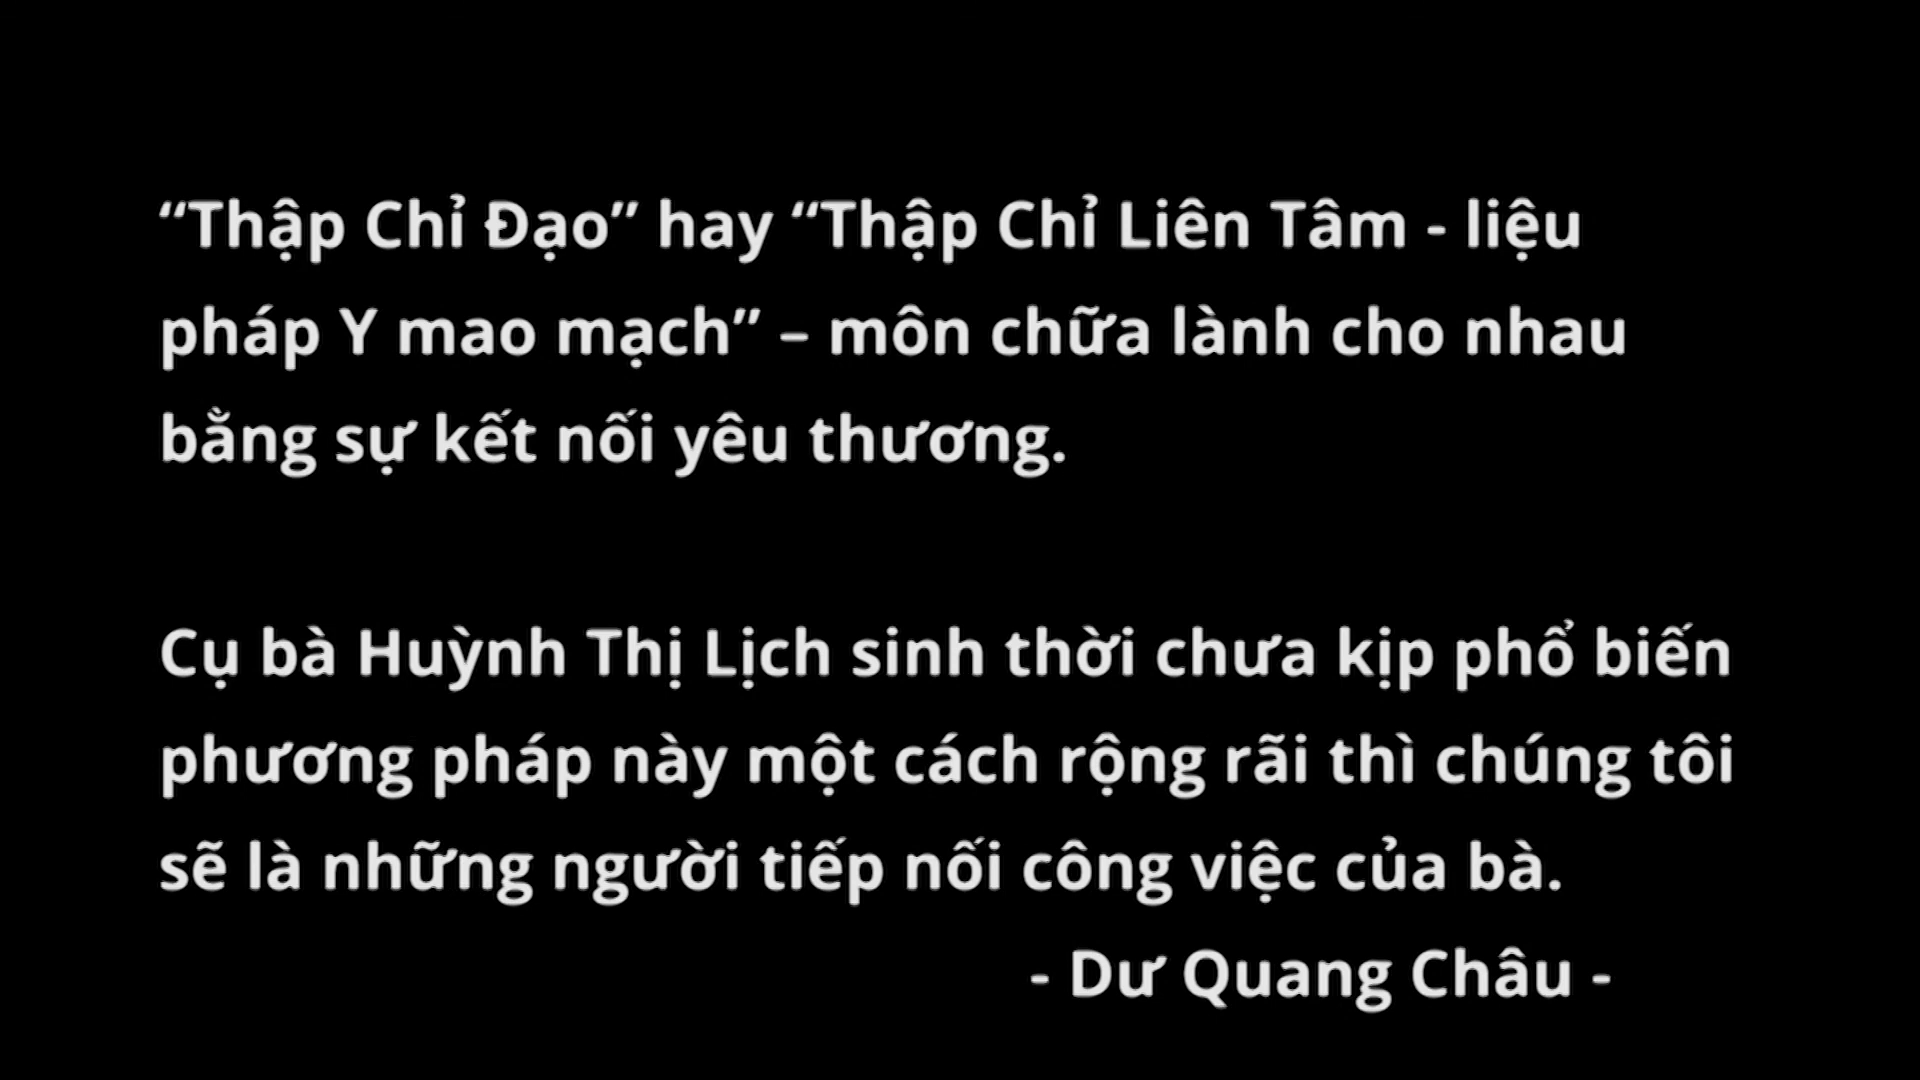 “Thập Chỉ Đạo” hay “Thập Chỉ Liên Tâm - liệu
pháp Y mao mạch” – môn chữa lành cho nhau
bằng sự kết nối yêu thương.
Cụ bà Huỳnh Thị Lịch sinh thời chưa kịp phổ biến
phương pháp này một cách rộng rãi thì chúng tôi
sẽ là những người tiếp nối công việc của bà.
- Dư Quang Châu -